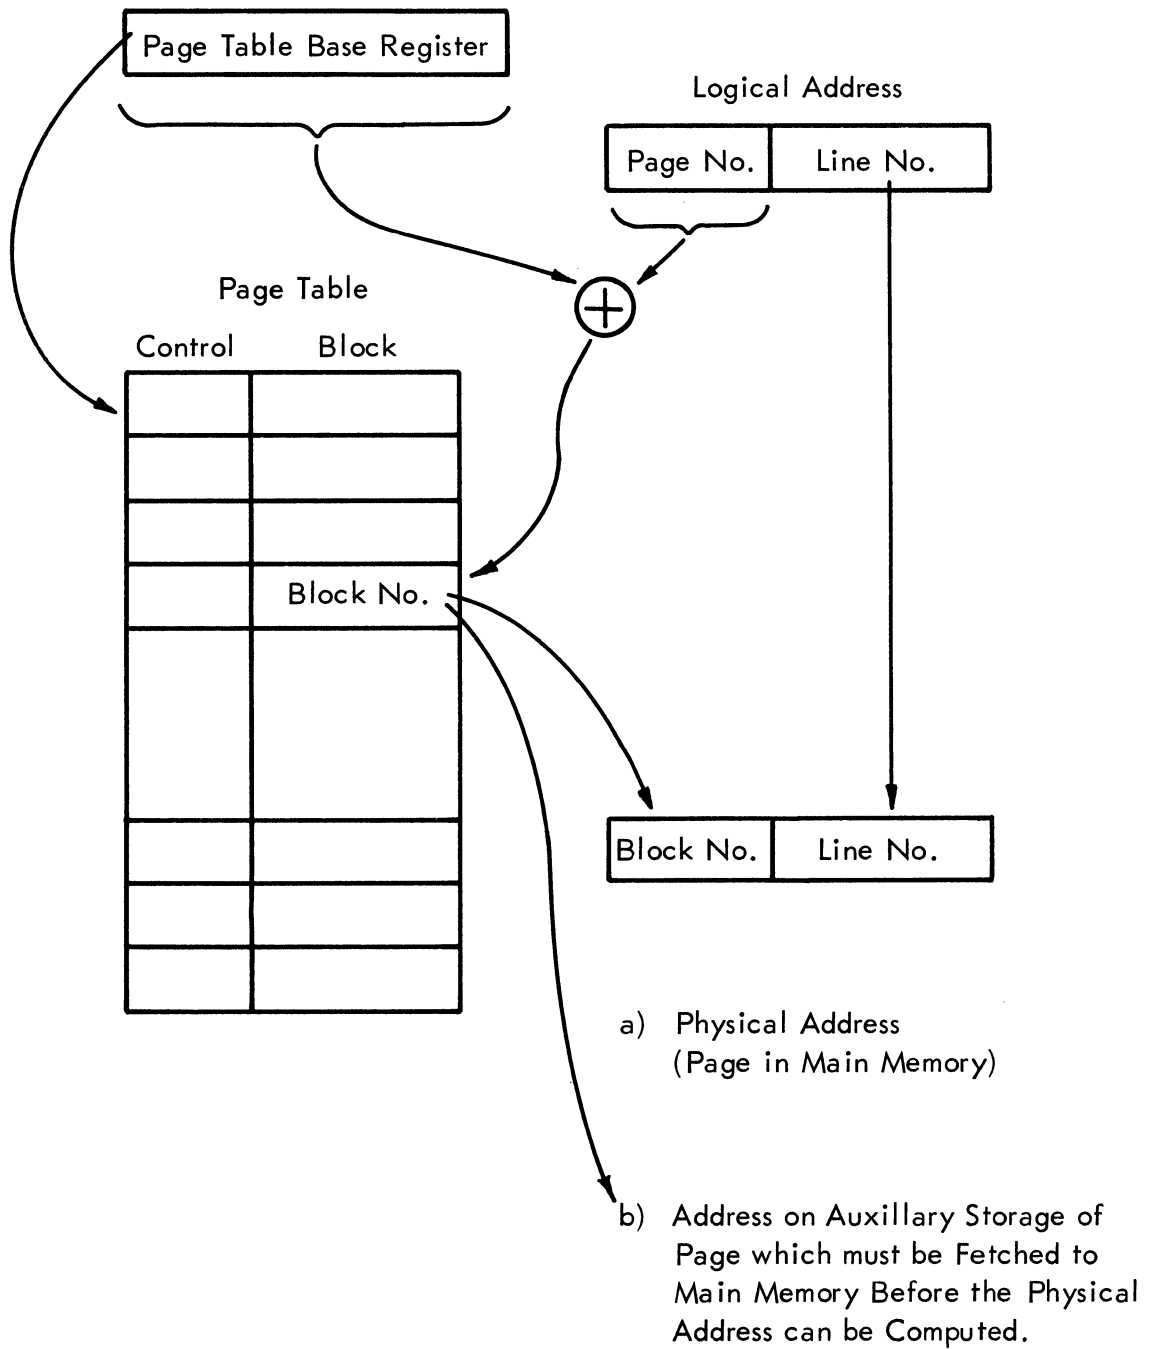 Page Table Base Register
Logical Address
Page No.
Line No.
Page Table
Control
Block
Block No.
Block No.
Line No.
a) Physical Address
(Page in Main Memory)
b) Address on Auxillary Storage of
Page which must be Fetched to
Main Memory Before the Physical
Address can be Computed.